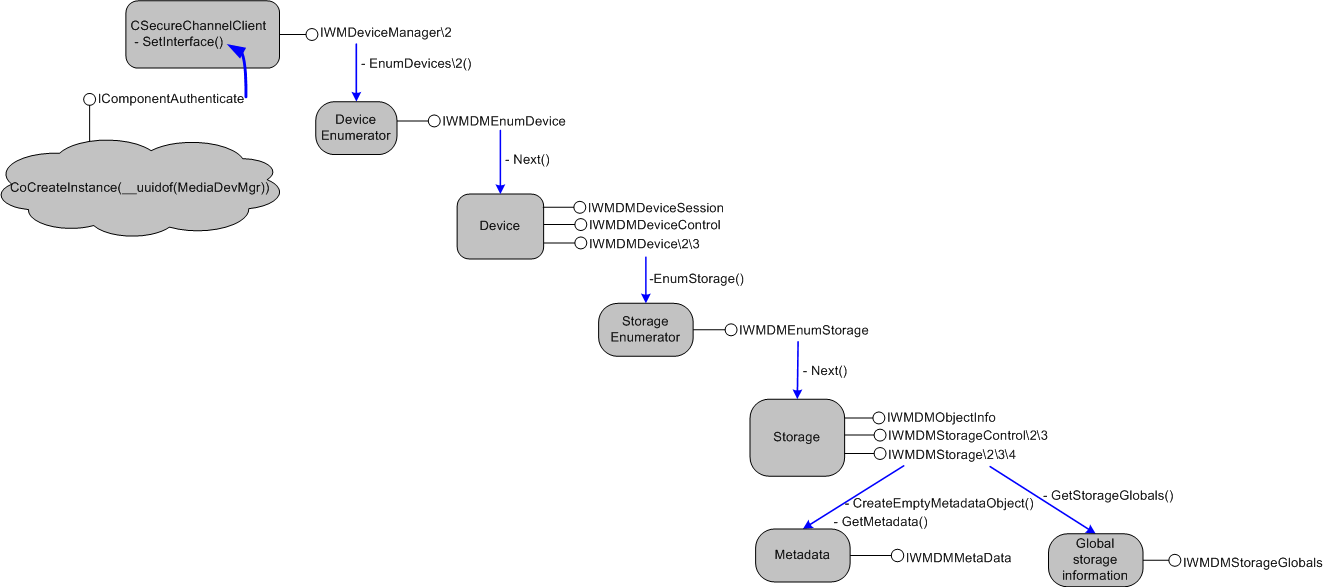 CSecureChannelClient
- SetInterface()
IWMDeviceManager\2
- EnumDevices\2()
IComponentAuthenticate
CoCreateInstance(__uuidof(MediaDevMgr))
Device
Enumerator
IWMDMEnumDevice
- Next()
Device
IWMDMDeviceSession
IWMDMDeviceControl
IWMDMDevice\2\3
-EnumStorage()
Storage
Enumerator
IWMDMEnumStorage
- Next()
Storage
IWMDMObjectInfo
IWMDMStorageControl\2\3
IWMDMStorage\2\3\4
- CreateEmptyMetadataObject()
- GetMetadata()
- GetStorageGlobals()
Metadata
IWMDMMetaData
Global
storage
information
IWMDMStorageGlobals